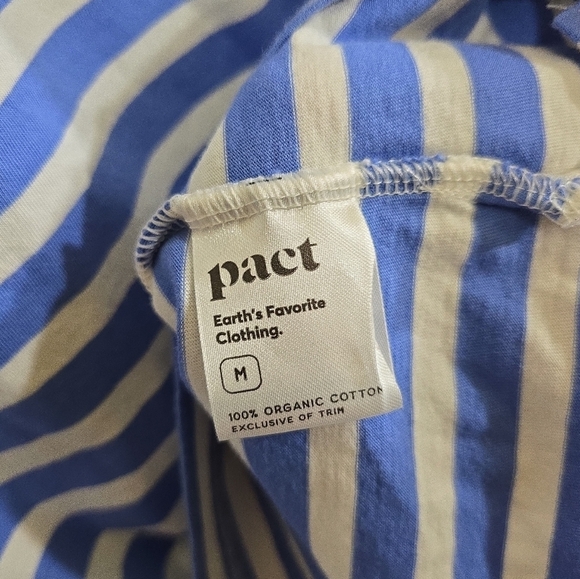 pact
Earth's Favorite
Clothing.
M
100% ORGANIC COTTON
EXCLUSIVE OF TRIM